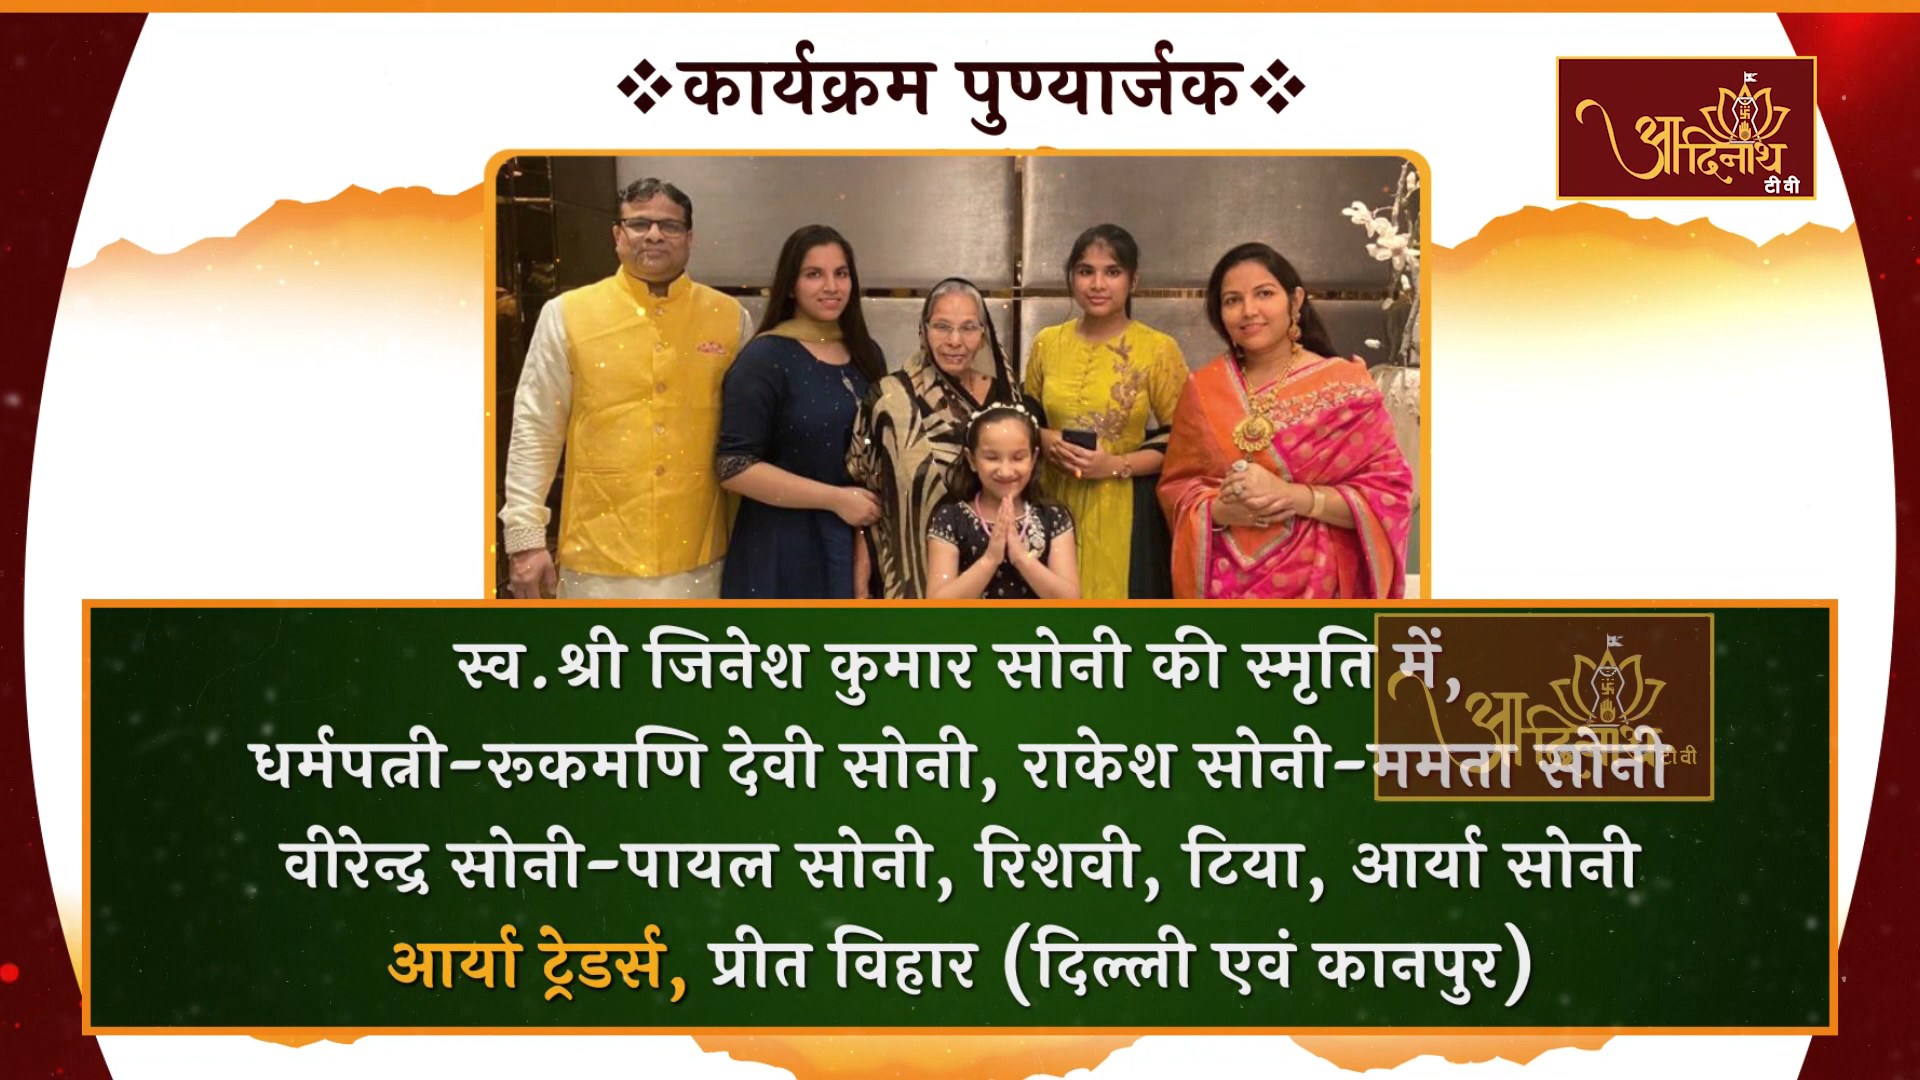 ❖कार्यक्रम पुण्यार्जक❖
आदिनाथ
टीवी
स्व.श्री जिनेश कुमार सोनी की स्मृति में,
धर्मपत्नी-रूकमणि देवी सोनी, राकेश सोनी-ममता सोनी
वीरेन्द्र सोनी-पायल सोनी, रिशवी, टिया, आर्या सोनी
आर्या ट्रेडर्स, प्रीत विहार (दिल्ली एवं कानपुर)
आदिनाथ
टीवी